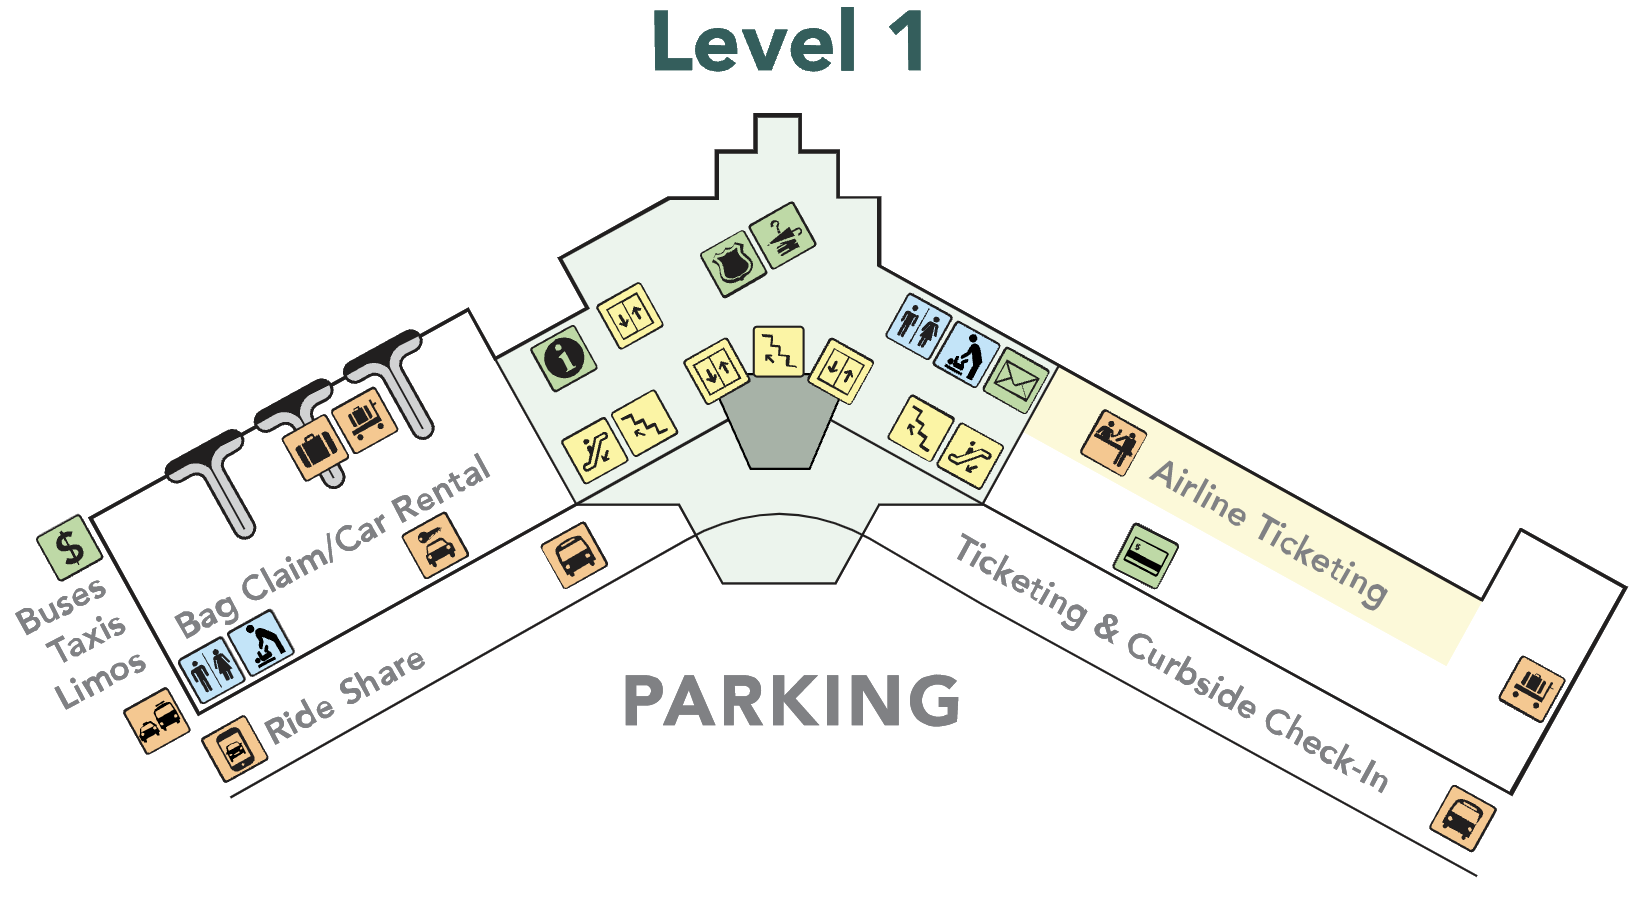 Level 1
Bag Claim/Car Rental
Airline Ticketing
$
Buses
Taxis
Limos
Ride Share
Ticketing & Curbside Check-In
PARKING